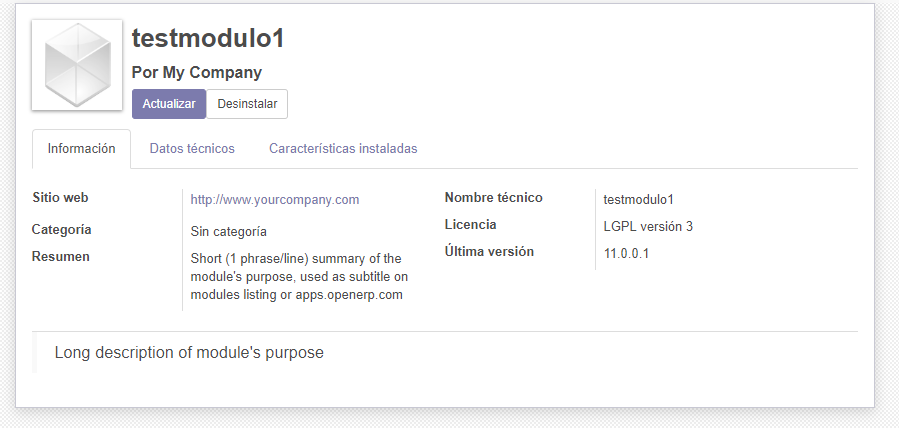 testmodulo1
Por My Company
Actualizar Desinstalar
Información Datos técnicos Características instaladas
Sitio web http://www.yourcompany.com
Categoría Sin categoría
Resumen Short (1 phrase/line) summary of the
module's purpose, used as subtitle on
modules listing or apps.openerp.com
Nombre técnico testmodulo1
Licencia LGPL versión 3
Última versión 11.0.0.1
Long description of module's purpose